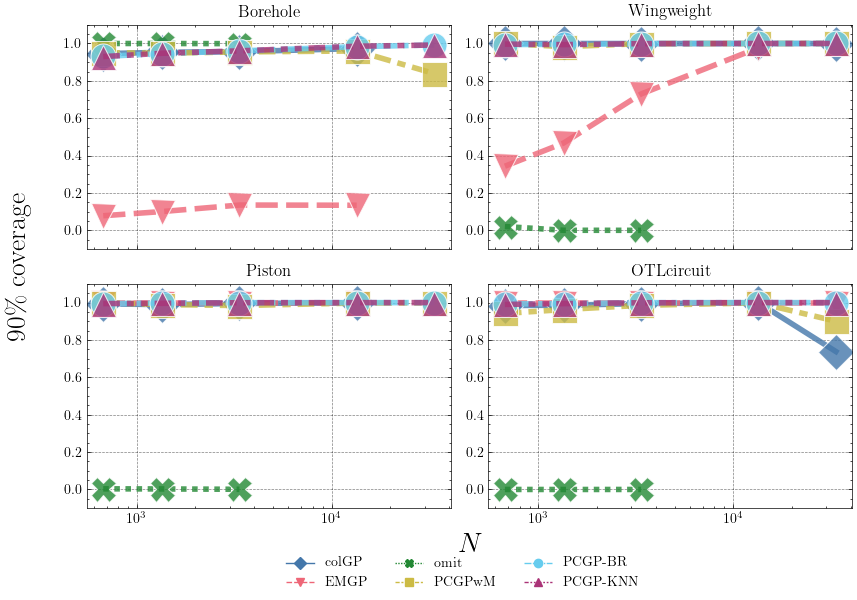 Borehole
Wingweight
1.0
0.8
0.6
0.4
0.2
0.0
1.0
0.8
0.6
0.4
0.2
0.0
90% coverage
Piston
OTLcircuit
1.0
0.8
0.6
0.4
0.2
0.0
10³
10⁴
1.0
0.8
0.6
0.4
0.2
0.0
10³
10⁴
N
colGP
omit
PCGP-BR
EMGP
PCGPwM
PCGP-KNN